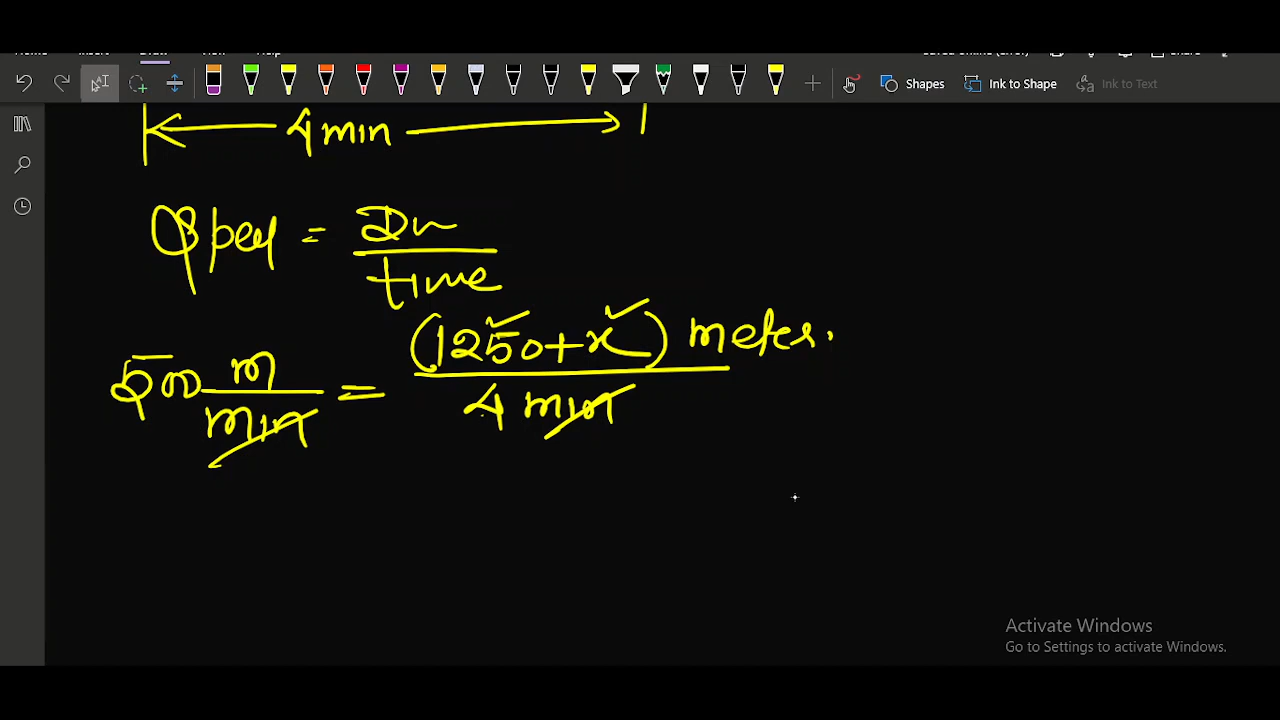 Shapes Ink to Shape Ink to Text
4 min
Speed =
time
(1250+x) meter.
500 m
min
=
4 min
Activate Windows
Go to Settings to activate Windows.